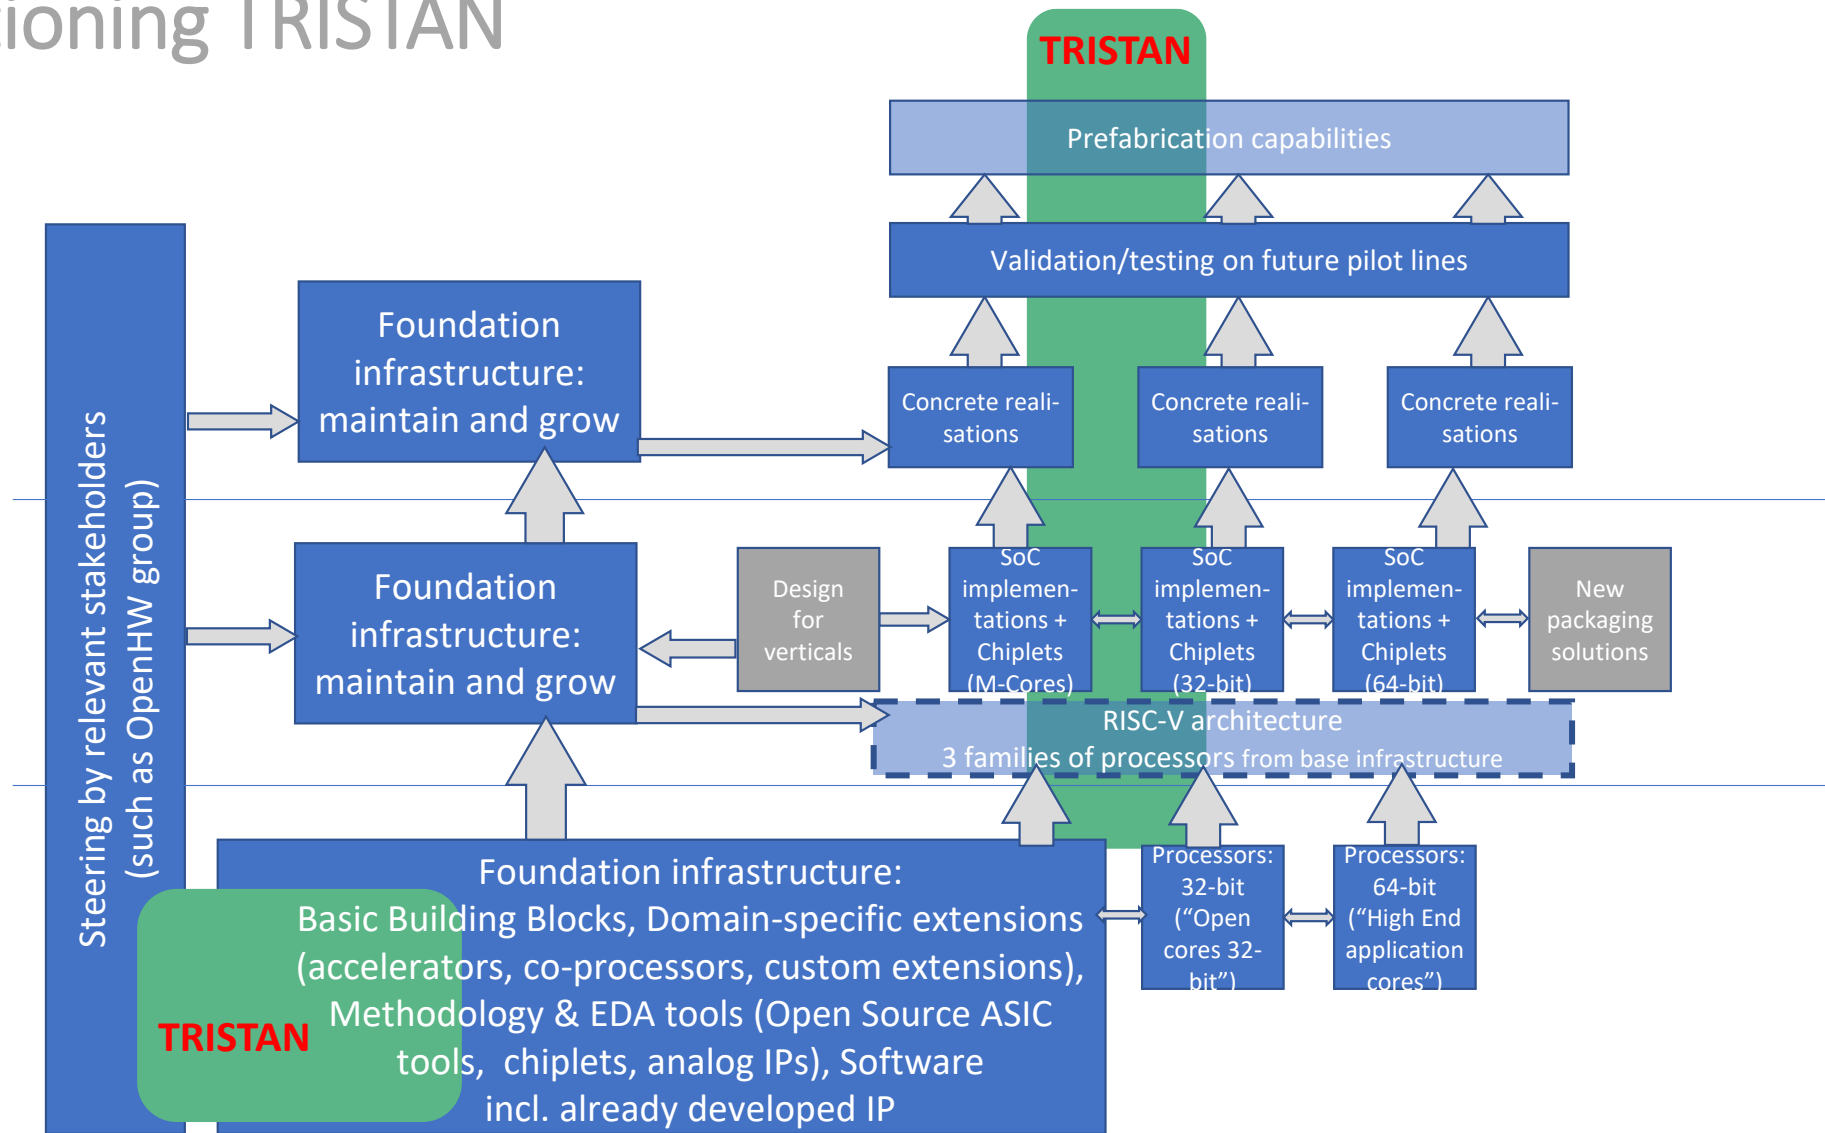 tioning TRISTAN
TRISTAN
Prefabrication capabilities
Validation/testing on future pilot lines
Foundation
infrastructure:
maintain and grow
Concrete reali-
sations
Concrete reali-
sations
Concrete reali-
sations
Steering by relevant stakeholders
(such as OpenHW group)
Foundation
infrastructure:
maintain and grow
Design
for
verticals
SoC
implemen-
tations +
Chiplets
(M-Cores)
SoC
implemen-
tations +
Chiplets
(32-bit)
SoC
implemen-
tations +
Chiplets
(64-bit)
New
packaging
solutions
RISC-V architecture
3 families of processors from base infrastructure
Foundation infrastructure:
Basic Building Blocks, Domain-specific extensions
(accelerators, co-processors, custom extensions),
Methodology & EDA tools (Open Source ASIC
tools, chiplets, analog IPs), Software
incl. already developed IP
TRISTAN
Processors:
32-bit
(“Open
cores 32-
bit”)
Processors:
64-bit
(“High End
application
cores”)